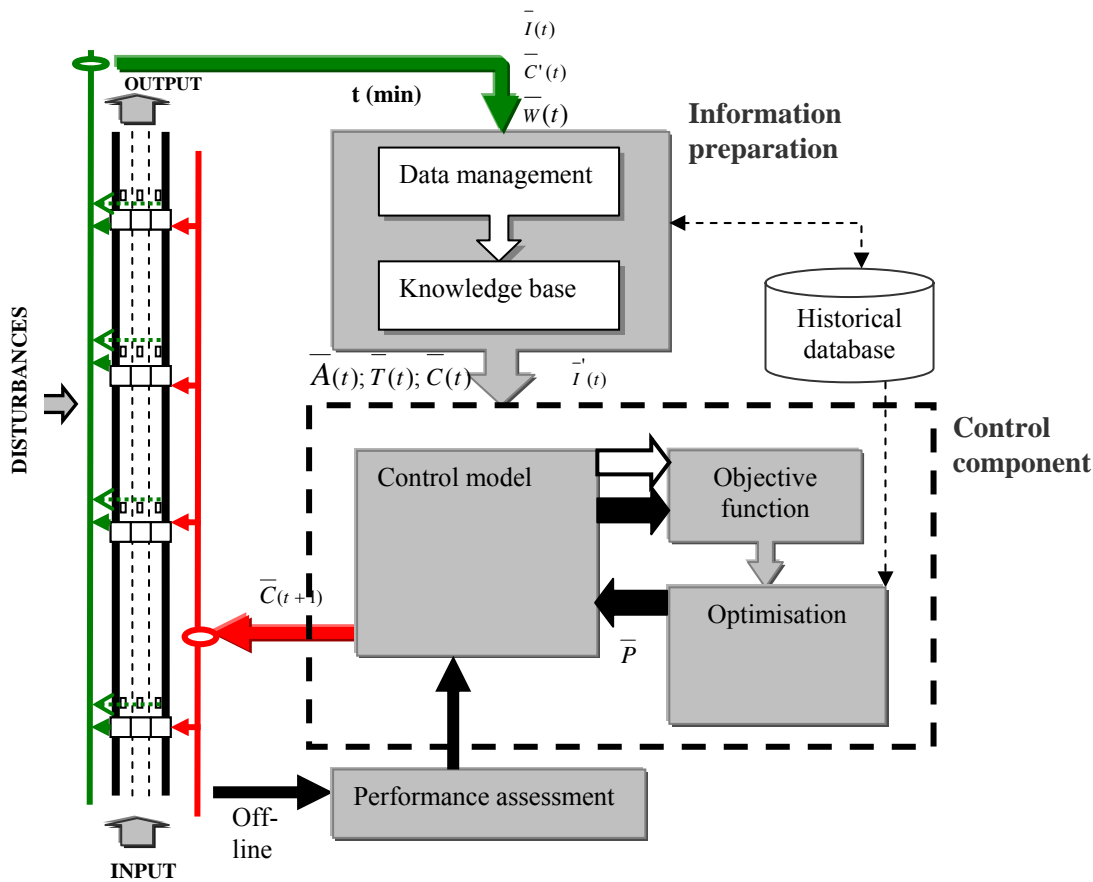 I̅(t)
C̅'(t)
W̅(t)
OUTPUT
t (min)
Information
preparation
Data management
Knowledge base
Historical
database
DISTURBANCES
A̅(t); T̅(t); C̅(t)
I̅'(t)
Control
component
Control model
Objective
function
Optimisation
C̅(t+1)
P̅
Performance assessment
Off-
line
INPUT